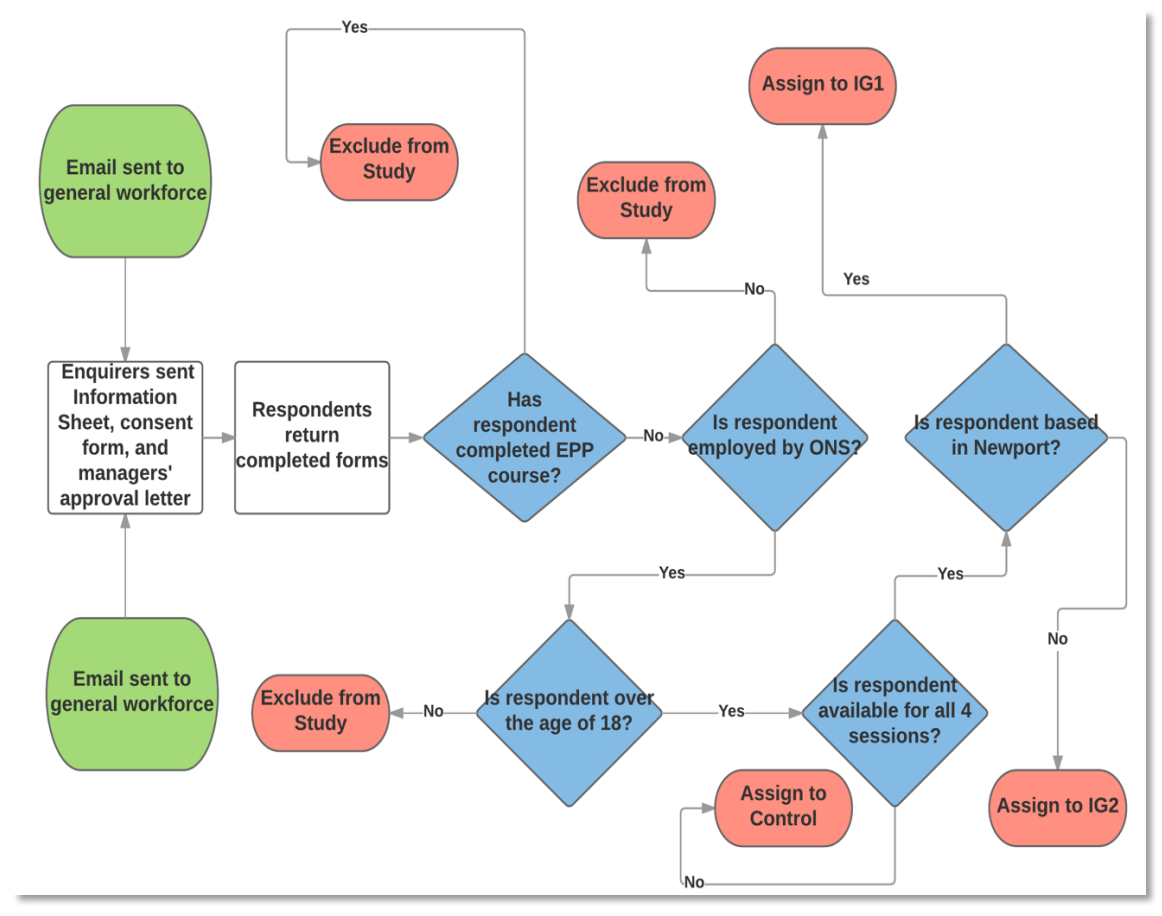 Yes
Assign to IG1
Exclude from
Study
Email sent to
general workforce
Exclude from
Study
Yes
No
Enquirers sent
Information
Sheet, consent
form, and
managers'
approval letter
Respondents
return
completed forms
Has
respondent
completed EPP
course?
No
Is respondent
employed by ONS?
Is respondent based
in Newport?
Yes
Yes
No
Email sent to
general workforce
Exclude from
Study
No
Is respondent over
the age of 18?
Yes
Is respondent
available for all 4
sessions?
Assign to
Control
Assign to IG2
No